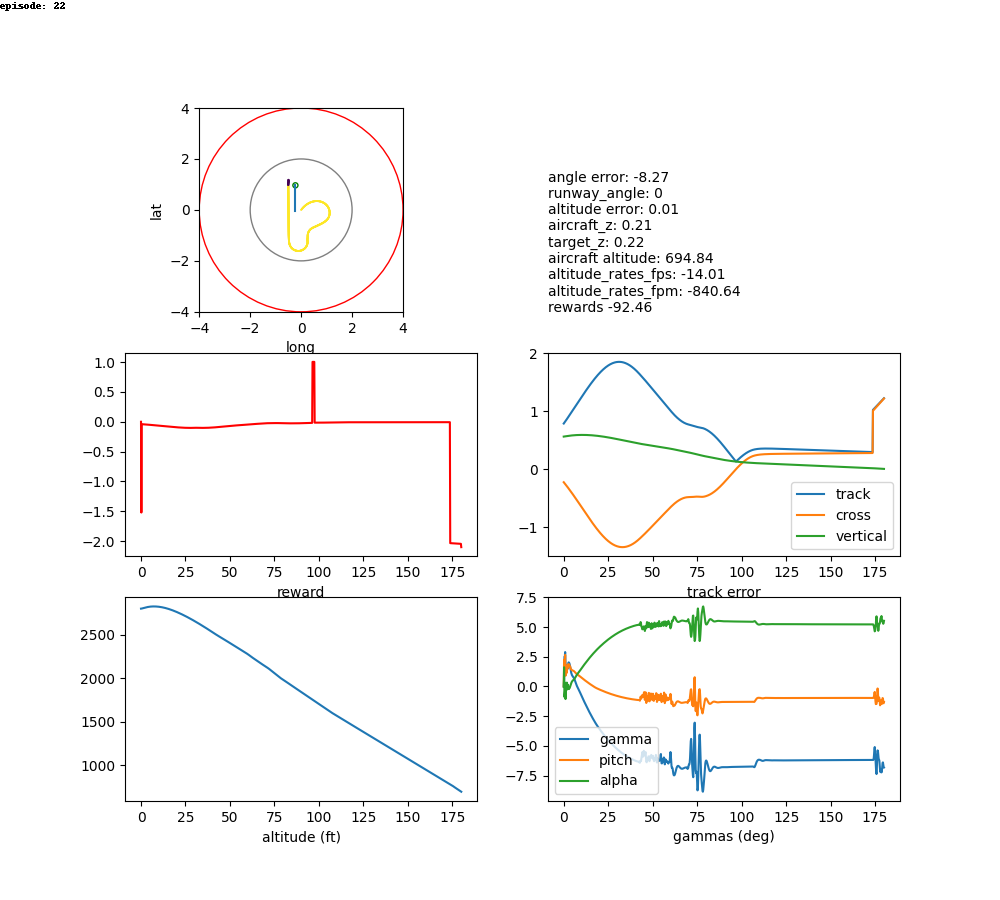 episode: 22
4
2
0
−2
−4
lat
−4 −2 0 2 4
long
angle error: -8.27
runway_angle: 0
altitude error: 0.01
aircraft_z: 0.21
target_z: 0.22
aircraft altitude: 694.84
altitude_rates_fps: -14.01
altitude_rates_fpm: -840.64
rewards -92.46
1.0
0.5
0.0
−0.5
−1.0
−1.5
−2.0
0 25 50 75 100 125 150 175
reward
2
1
0
−1
track
cross
vertical
0 25 50 75 100 125 150 175
track error
2500
2000
1500
1000
0 25 50 75 100 125 150 175
altitude (ft)
7.5
5.0
2.5
0.0
−2.5
−5.0
−7.5
gamma
pitch
alpha
0 25 50 75 100 125 150 175
gammas (deg)